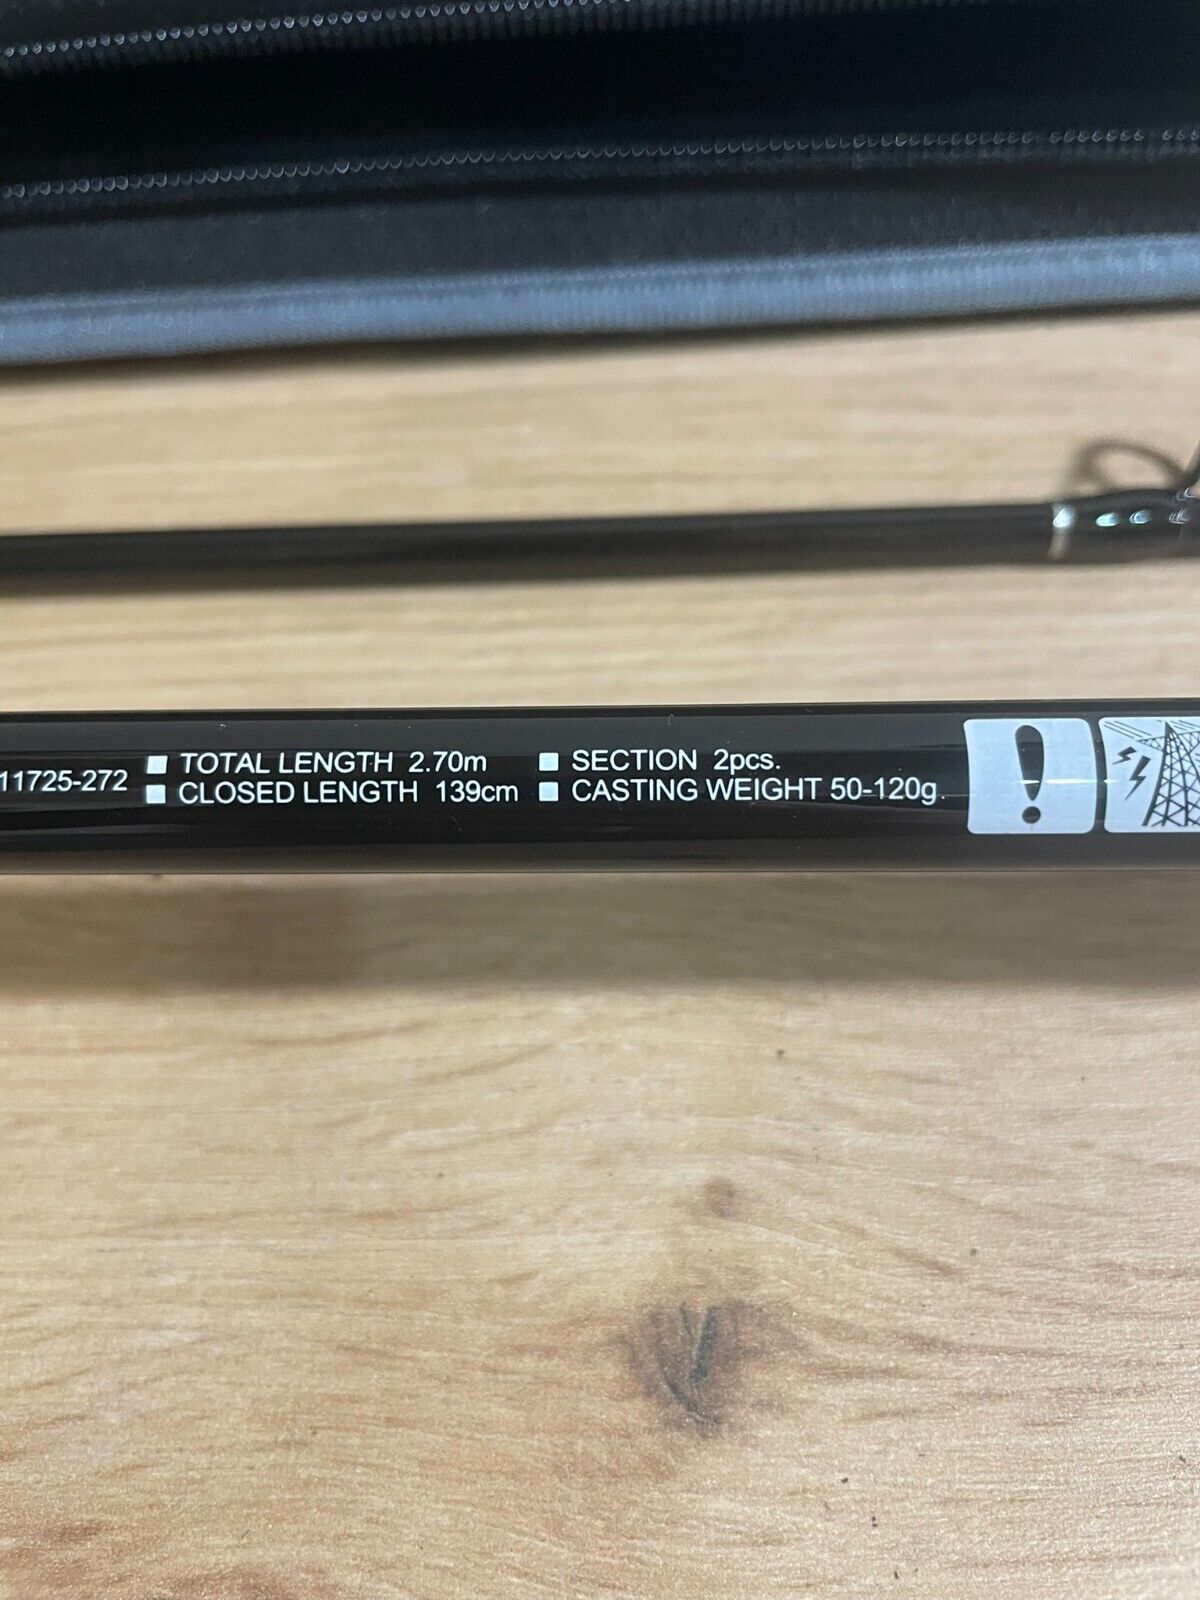 11725-272
TOTAL LENGTH 2.70m
CLOSED LENGTH 139cm
SECTION 2pcs.
CASTING WEIGHT 50-120g.
!